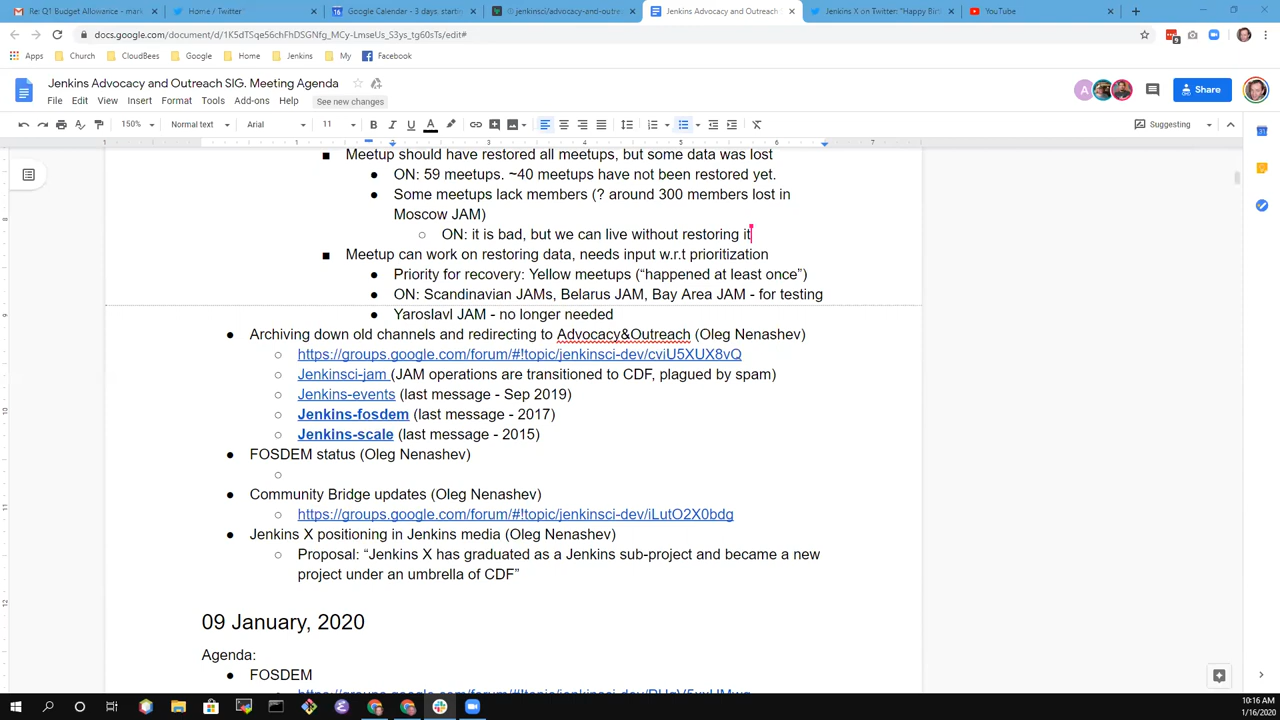 Re: Q1 Budget Allowance - mark
Home / Twitter
Google Calendar - 3 days, startin
jenkinsci/advocacy-and-outre
Jenkins Advocacy and Outreach S
Jenkins X on Twitter: "Happy Birt
YouTube
docs.google.com/document/d/1K5dTSqe56chFhDSGNfg_MCy-LmseUs_S3ys_tg60sTs/edit#
Apps Church CloudBees Google Home Jenkins My Facebook
Jenkins Advocacy and Outreach SIG. Meeting Agenda
A
Share
File Edit View Insert Format Tools Add-ons Help See new changes
150% Normal text Arial 11 B I U A Suggesting
1 1 2 3 4 5 6 7
■ Meetup should have restored all meetups, but some data was lost
● ON: 59 meetups. ~40 meetups have not been restored yet.
● Some meetups lack members (? around 300 members lost in
Moscow JAM)
○ ON: it is bad, but we can live without restoring it
■ Meetup can work on restoring data, needs input w.r.t prioritization
● Priority for recovery: Yellow meetups (“happened at least once”)
● ON: Scandinavian JAMs, Belarus JAM, Bay Area JAM - for testing
● Yaroslavl JAM - no longer needed
● Archiving down old channels and redirecting to Advocacy&Outreach (Oleg Nenashev)
○ https://groups.google.com/forum/#!topic/jenkinsci-dev/cviU5XUX8vQ
○ Jenkinsci-jam (JAM operations are transitioned to CDF, plagued by spam)
○ Jenkins-events (last message - Sep 2019)
○ Jenkins-fosdem (last message - 2017)
○ Jenkins-scale (last message - 2015)
● FOSDEM status (Oleg Nenashev)
○
● Community Bridge updates (Oleg Nenashev)
○ https://groups.google.com/forum/#!topic/jenkinsci-dev/iLutO2X0bdg
● Jenkins X positioning in Jenkins media (Oleg Nenashev)
○ Proposal: “Jenkins X has graduated as a Jenkins sub-project and became a new
project under an umbrella of CDF”
09 January, 2020
Agenda:
● FOSDEM
10:16 AM
1/16/2020